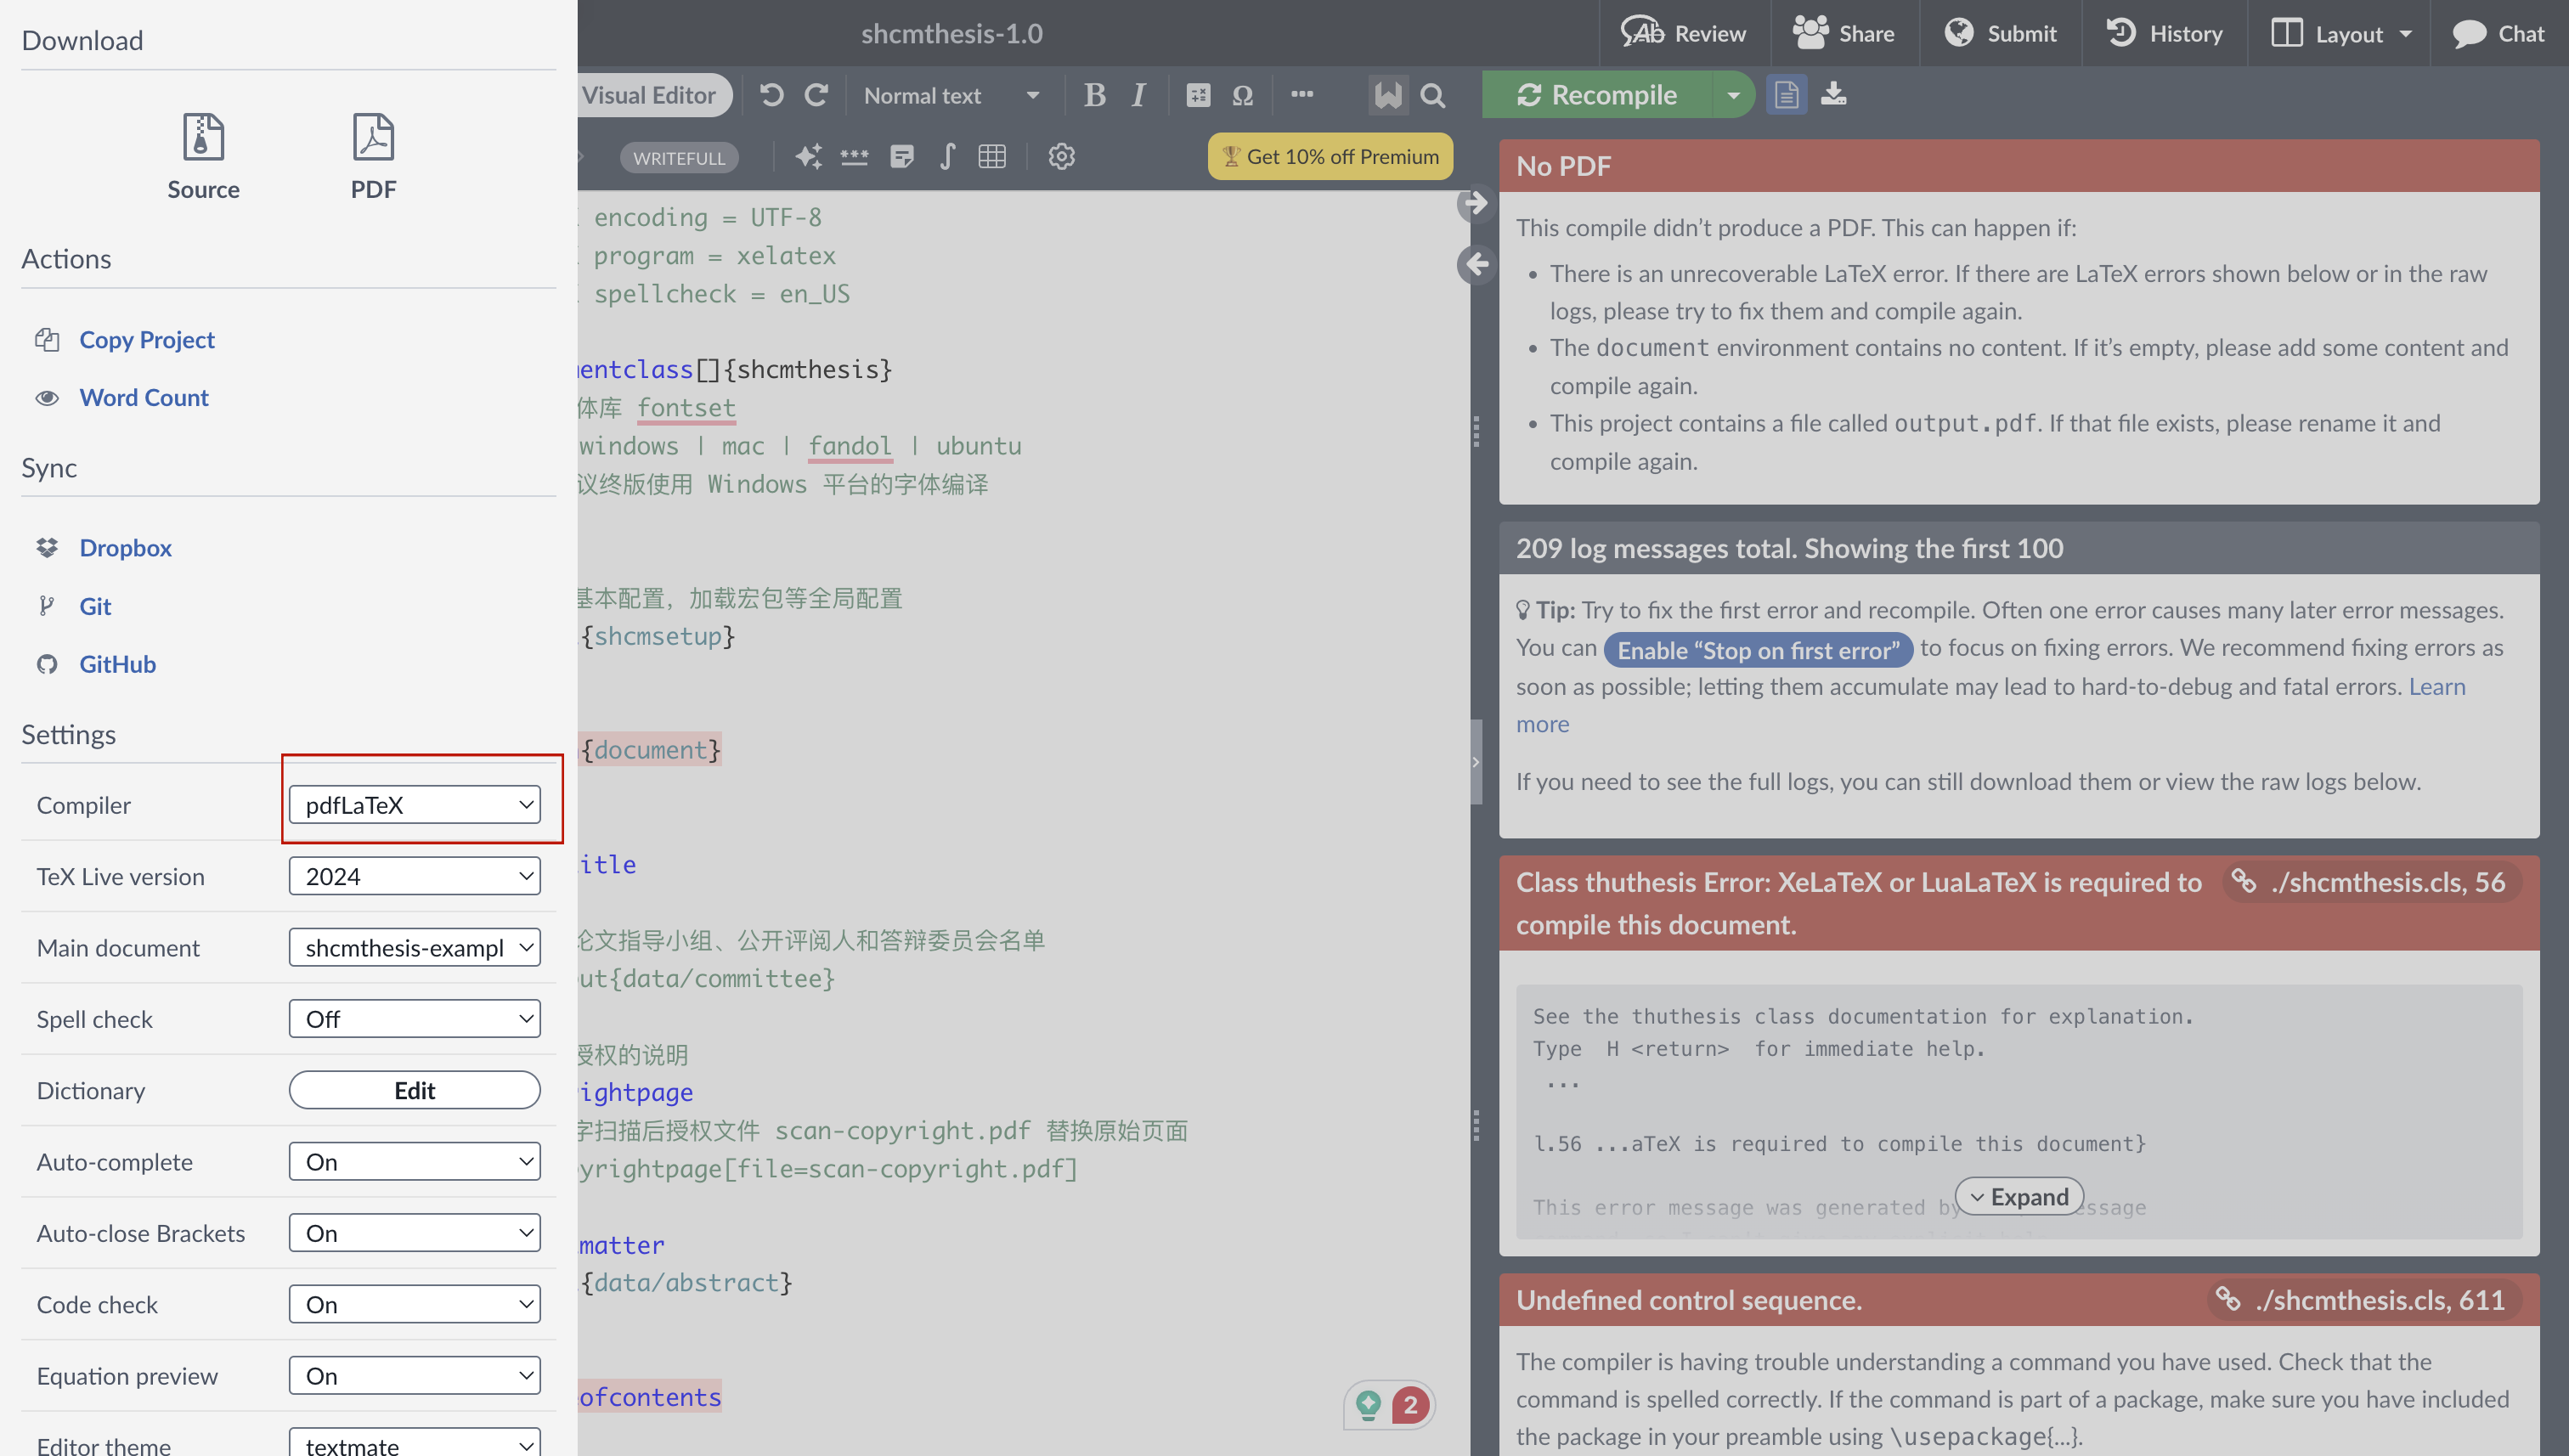 Download
Source
PDF
Actions
Copy Project
Word Count
Sync
Dropbox
Git
GitHub
Settings
Compiler
pdfLaTeX
TeX Live version
2024
Main document
shcmthesis-exampl
Spell check
Off
Dictionary
Edit
Auto-complete
On
Auto-close Brackets
On
Code check
On
Equation preview
On
Editor theme
textmate
shcmthesis-1.0
Review
Share
Submit
History
Layout
Chat
Visual Editor
Normal text
B I Ω
WRITEFULL
Get 10% off Premium
encoding = UTF-8
program = xelatex
spellcheck = en_US
entclass[]{shcmthesis}
体库 fontset
windows | mac | fandol | ubuntu
议终版使用 Windows 平台的字体编译
基本配置，加载宏包等全局配置
{shcmsetup}
{document}
itle
论文指导小组、公开评阅人和答辩委员会名单
ut{data/committee}
授权的说明
ightpage
字扫描后授权文件 scan-copyright.pdf 替换原始页面
yrightpage[file=scan-copyright.pdf]
matter
{data/abstract}
ofcontents
2
Recompile
No PDF
This compile didn’t produce a PDF. This can happen if:
• There is an unrecoverable LaTeX error. If there are LaTeX errors shown below or in the raw
logs, please try to fix them and compile again.
• The document environment contains no content. If it’s empty, please add some content and
compile again.
• This project contains a file called output.pdf. If that file exists, please rename it and
compile again.
209 log messages total. Showing the first 100
Tip: Try to fix the first error and recompile. Often one error causes many later error messages.
You can Enable “Stop on first error” to focus on fixing errors. We recommend fixing errors as
soon as possible; letting them accumulate may lead to hard-to-debug and fatal errors. Learn
more
If you need to see the full logs, you can still download them or view the raw logs below.
Class thuthesis Error: XeLaTeX or LuaLaTeX is required to
compile this document.
./shcmthesis.cls, 56
See the thuthesis class documentation for explanation.
Type H <return> for immediate help.
...
l.56 ...aTeX is required to compile this document}
This error message was generated by
Expand
Undefined control sequence.
./shcmthesis.cls, 611
The compiler is having trouble understanding a command you have used. Check that the
command is spelled correctly. If the command is part of a package, make sure you have included
the package in your preamble using \usepackage{...}.